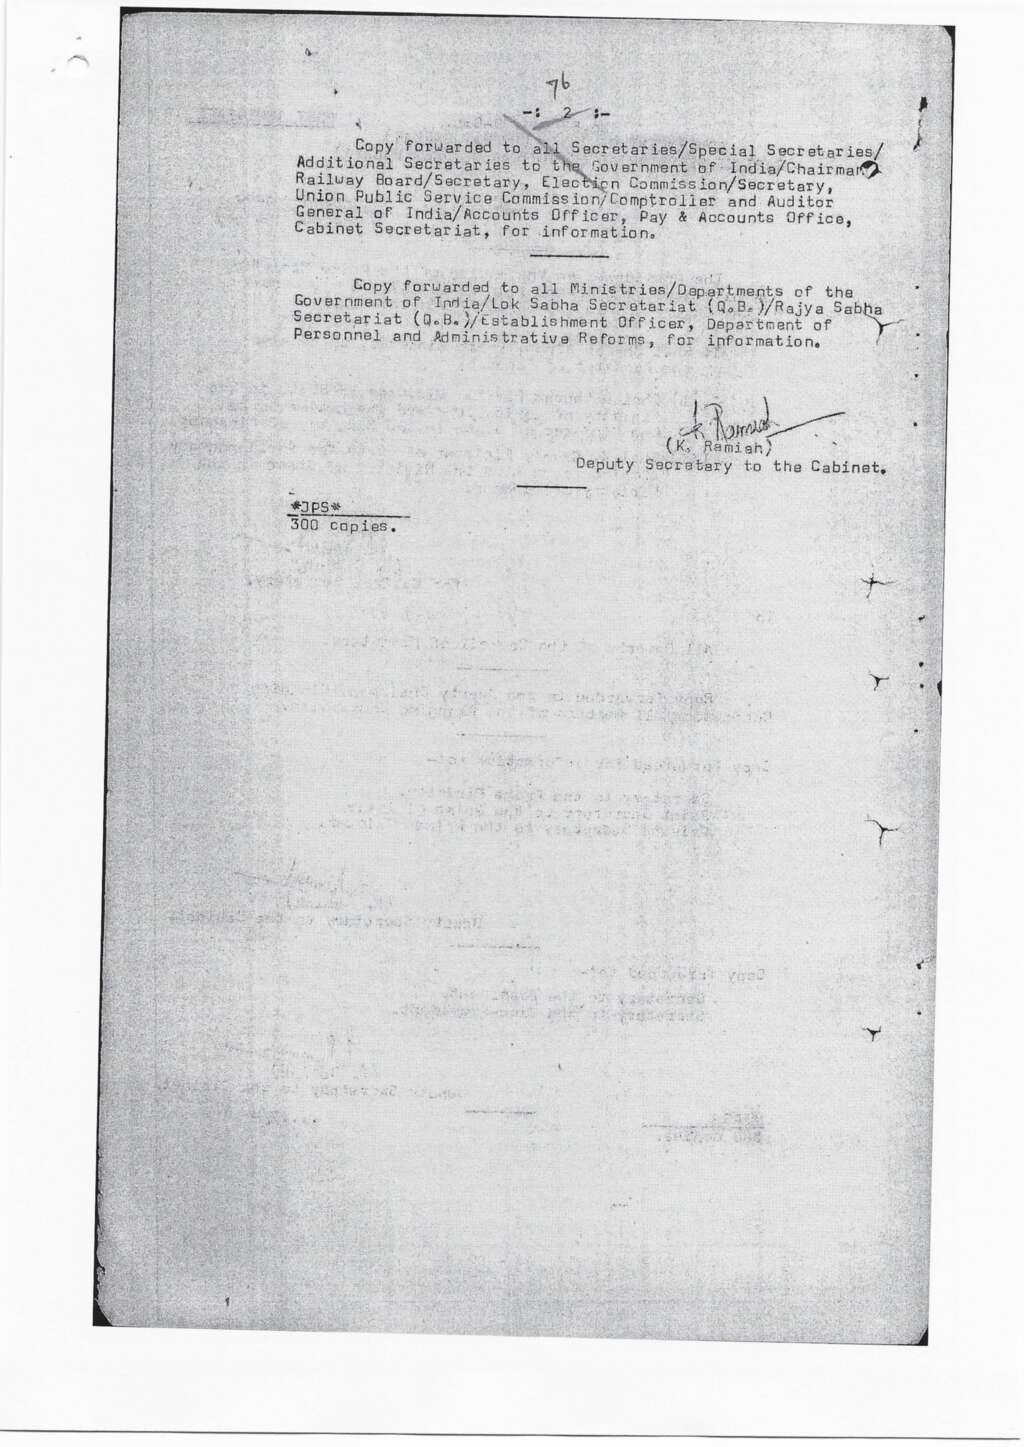 76
-: 2 :-
Copy forwarded to all Secretaries/Special Secretaries/
Additional Secretaries to the Government of India/Chairman,
Railway Board/Secretary, Election Commission/Secretary,
Union Public Service Commission/Comptroller and Auditor
General of India/Accounts Officer, Pay & Accounts Office,
Cabinet Secretariat, for information.
Copy forwarded to all Ministries/Departments of the
Government of India/Lok Sabha Secretariat (Q.B.)/Rajya Sabha
Secretariat (Q.B.)/Establishment Officer, Department of
Personnel and Administrative Reforms, for information.
K Ramiah
(K. Ramiah)
Deputy Secretary to the Cabinet.
*JPS*
300 copies.